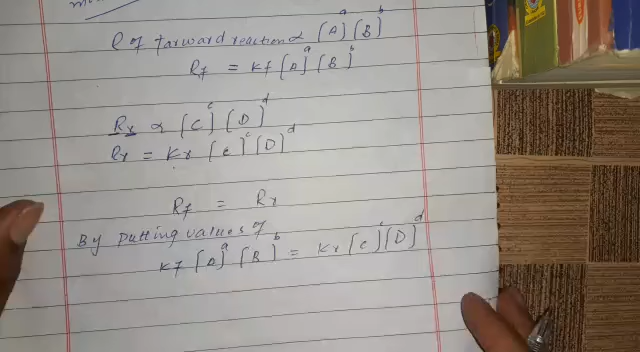 R of forward reaction ∝ [A]^a [B]^b
Rf = Kf [A]^a [B]^b
Rr ∝ [C]^c [D]^d
Rr = Kr [C]^c [D]^d
Rf = Rr
By putting values of
Kf [A]^a [B]^b = Kr [C]^c [D]^d